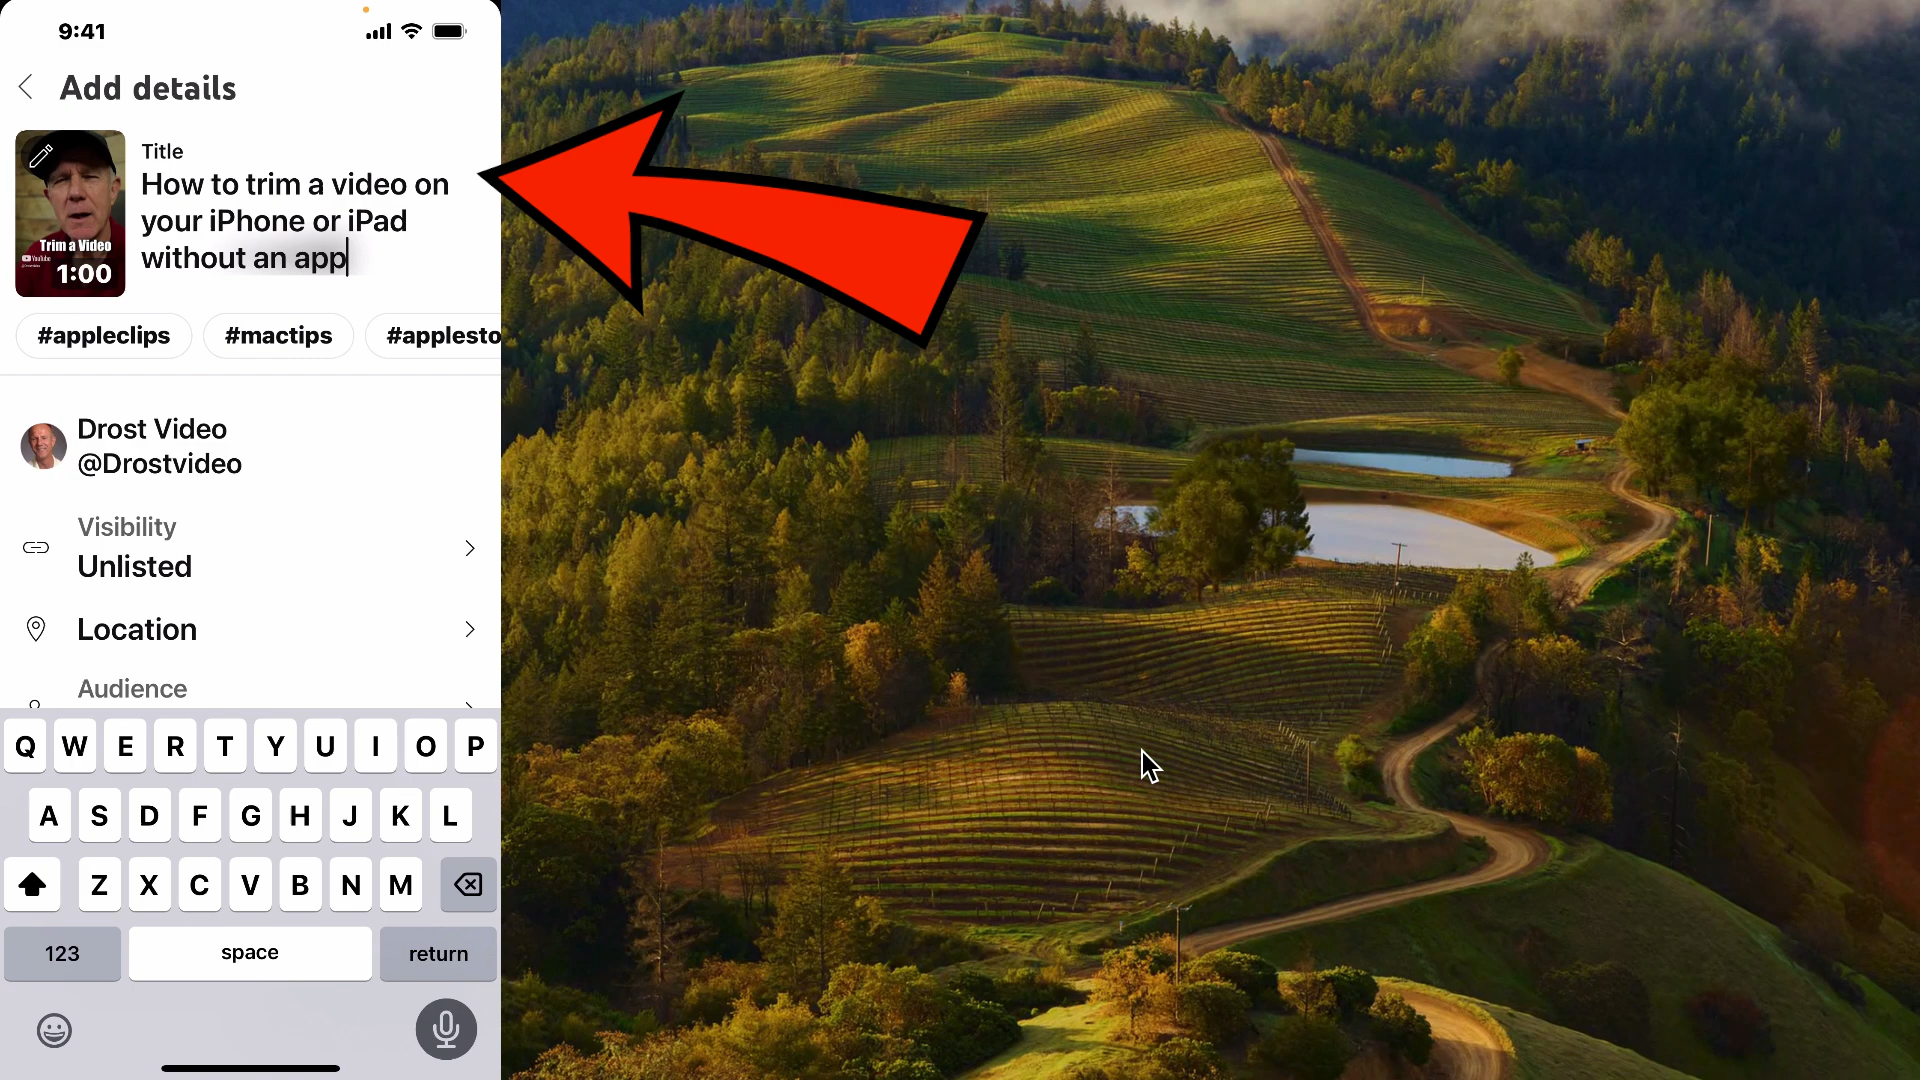 9:41
Add details
Title
How to trim a video on
your iPhone or iPad
without an app
Trim a Video
YouTube
1:00
#appleclips
#mactips
#applesto
Drost Video
@Drostvideo
Visibility
Unlisted
Location
Audience
Q W E R T Y U I O P
A S D F G H J K L
Z X C V B N M
123
space
return